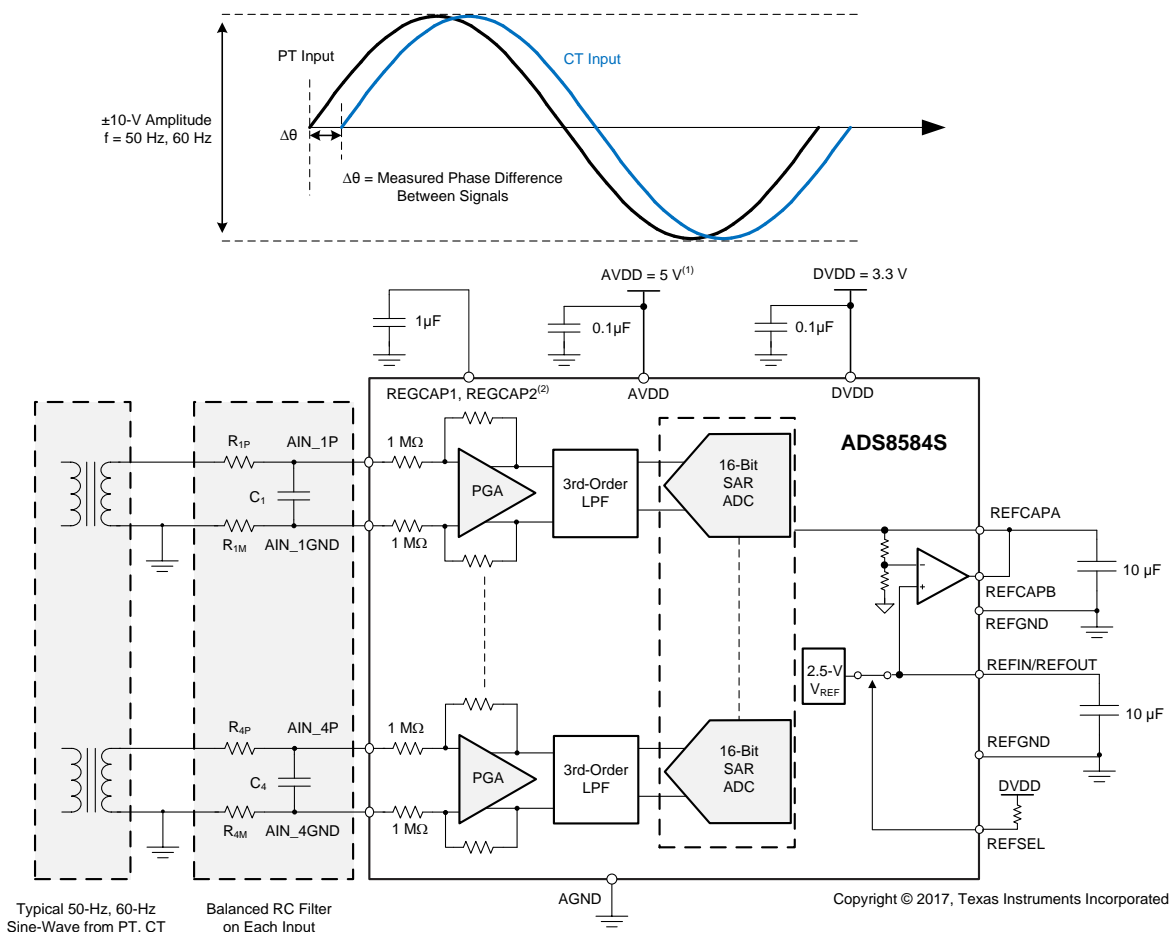 PT Input
CT Input
±10-V Amplitude
f = 50 Hz, 60 Hz
Δθ
Δθ = Measured Phase Difference
Between Signals
AVDD = 5 V(1)
DVDD = 3.3 V
1µF
0.1µF
0.1µF
REGCAP1, REGCAP2(2)
AVDD
DVDD
ADS8584S
R1P
AIN_1P
1 MΩ
C1
PGA
3rd-Order
LPF
16-Bit
SAR
ADC
R1M
AIN_1GND
1 MΩ
REFCAPA
10 µF
REFCAPB
REFGND
2.5-V
VREF
REFIN/REFOUT
10 µF
REFGND
R4P
AIN_4P
1 MΩ
C4
PGA
3rd-Order
LPF
16-Bit
SAR
ADC
R4M
AIN_4GND
1 MΩ
DVDD
REFSEL
AGND
Copyright © 2017, Texas Instruments Incorporated
Typical 50-Hz, 60-Hz
Sine-Wave from PT, CT
Balanced RC Filter
on Each Input
−
+